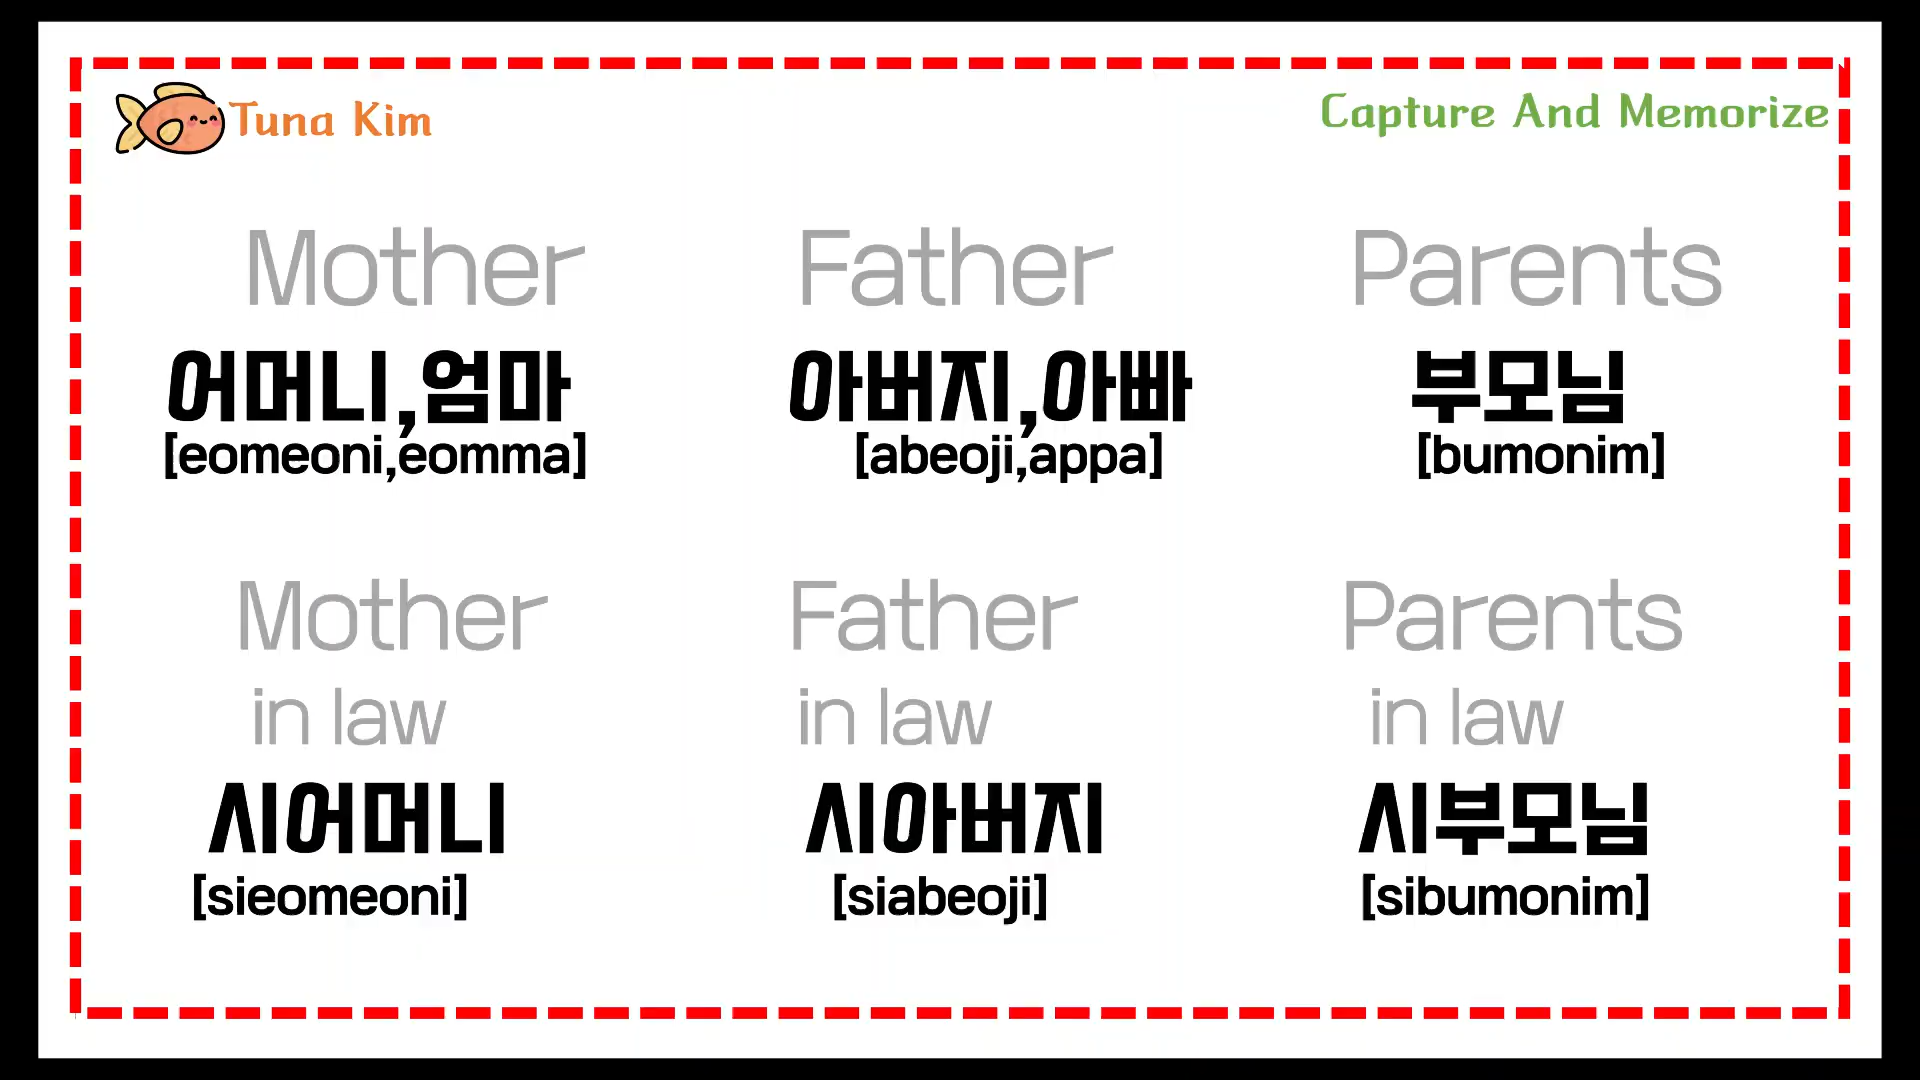 Tuna Kim
Capture And Memorize
Mother
어머니,엄마
[eomeoni,eomma]
Father
아버지,아빠
[abeoji,appa]
Parents
부모님
[bumonim]
Mother
in law
시어머니
[sieomeoni]
Father
in law
시아버지
[siabeoji]
Parents
in law
시부모님
[sibumonim]